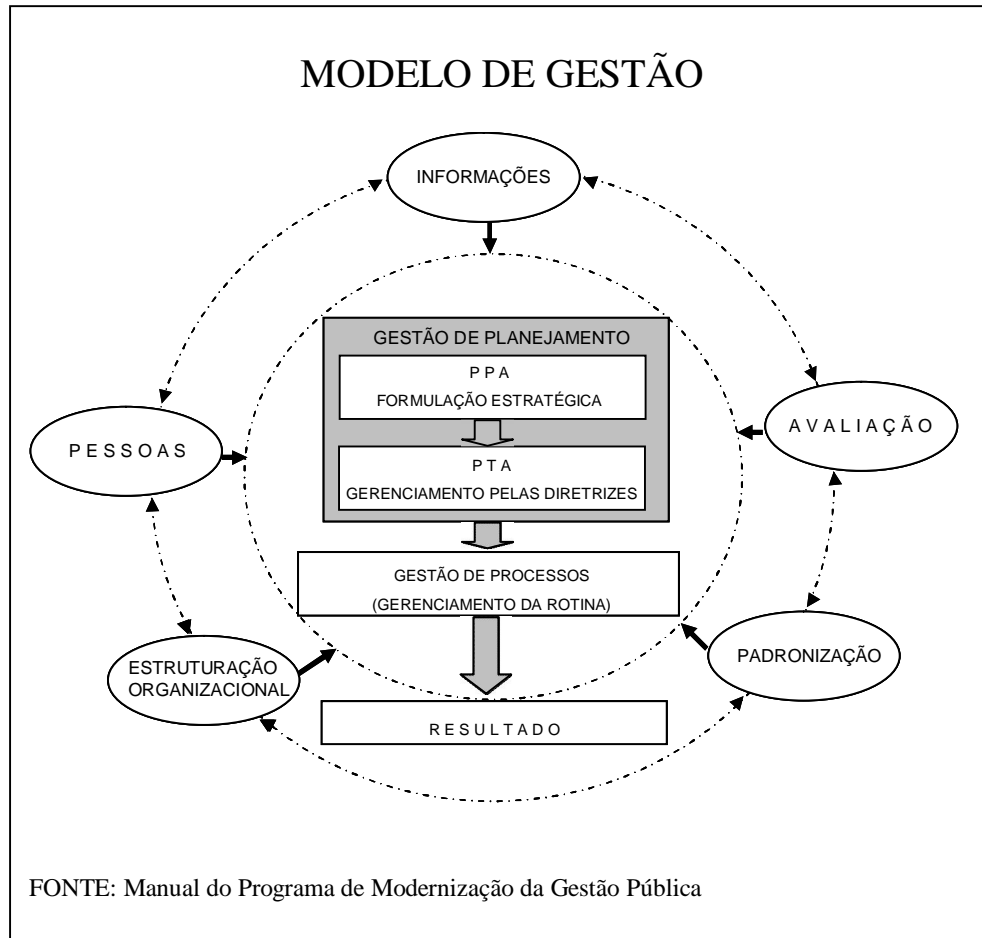 MODELO DE GESTÃO
INFORMAÇÕES
GESTÃO DE PLANEJAMENTO
P P A
FORMULAÇÃO ESTRATÉGICA
P T A
GERENCIAMENTO PELAS DIRETRIZES
P E S S O A S
A V A L I A Ç Ã O
GESTÃO DE PROCESSOS
(GERENCIAMENTO DA ROTINA)
ESTRUTURAÇÃO
ORGANIZACIONAL
PADRONIZAÇÃO
R E S U L T A D O
FONTE: Manual do Programa de Modernização da Gestão Pública